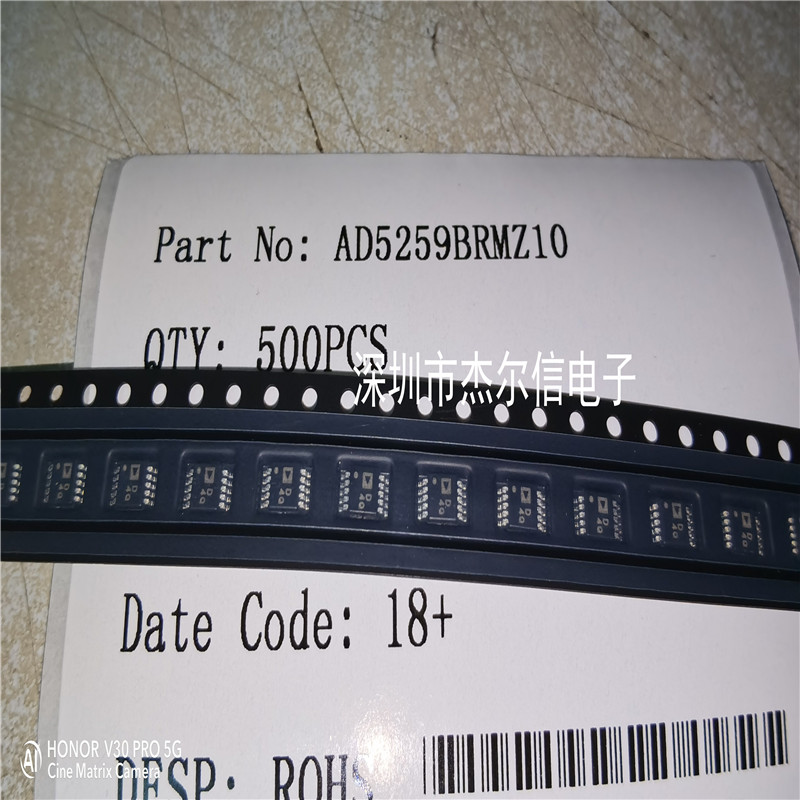 Part No: AD5259BRMZ10
QTY: 500PCS
深圳市杰尔信电子
Date Code: 18+
DESP: ROHS
HONOR V30 PRO 5G
Cine Matrix Camera